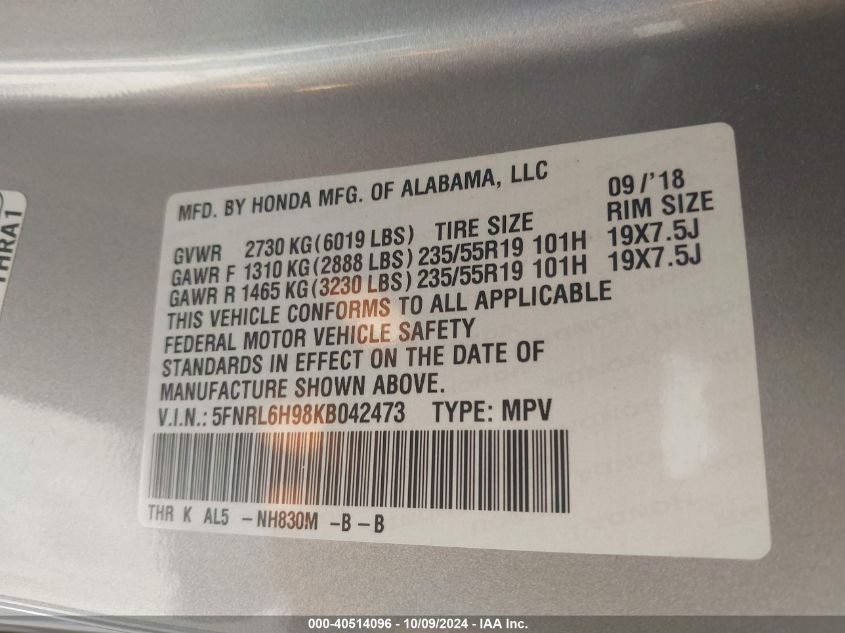 MFD. BY HONDA MFG. OF ALABAMA, LLC 09/'18
GVWR 2730 KG(6019 LBS) TIRE SIZE RIM SIZE
GAWR F 1310 KG(2888 LBS) 235/55R19 101H 19X7.5J
GAWR R 1465 KG(3230 LBS) 235/55R19 101H 19X7.5J
THIS VEHICLE CONFORMS TO ALL APPLICABLE
FEDERAL MOTOR VEHICLE SAFETY
STANDARDS IN EFFECT ON THE DATE OF
MANUFACTURE SHOWN ABOVE.
V.I.N.: 5FNRL6H98KB042473 TYPE: MPV
THR K AL5 -NH830M -B-B
THRA1
000-40514096 - 10/09/2024 - IAA Inc.